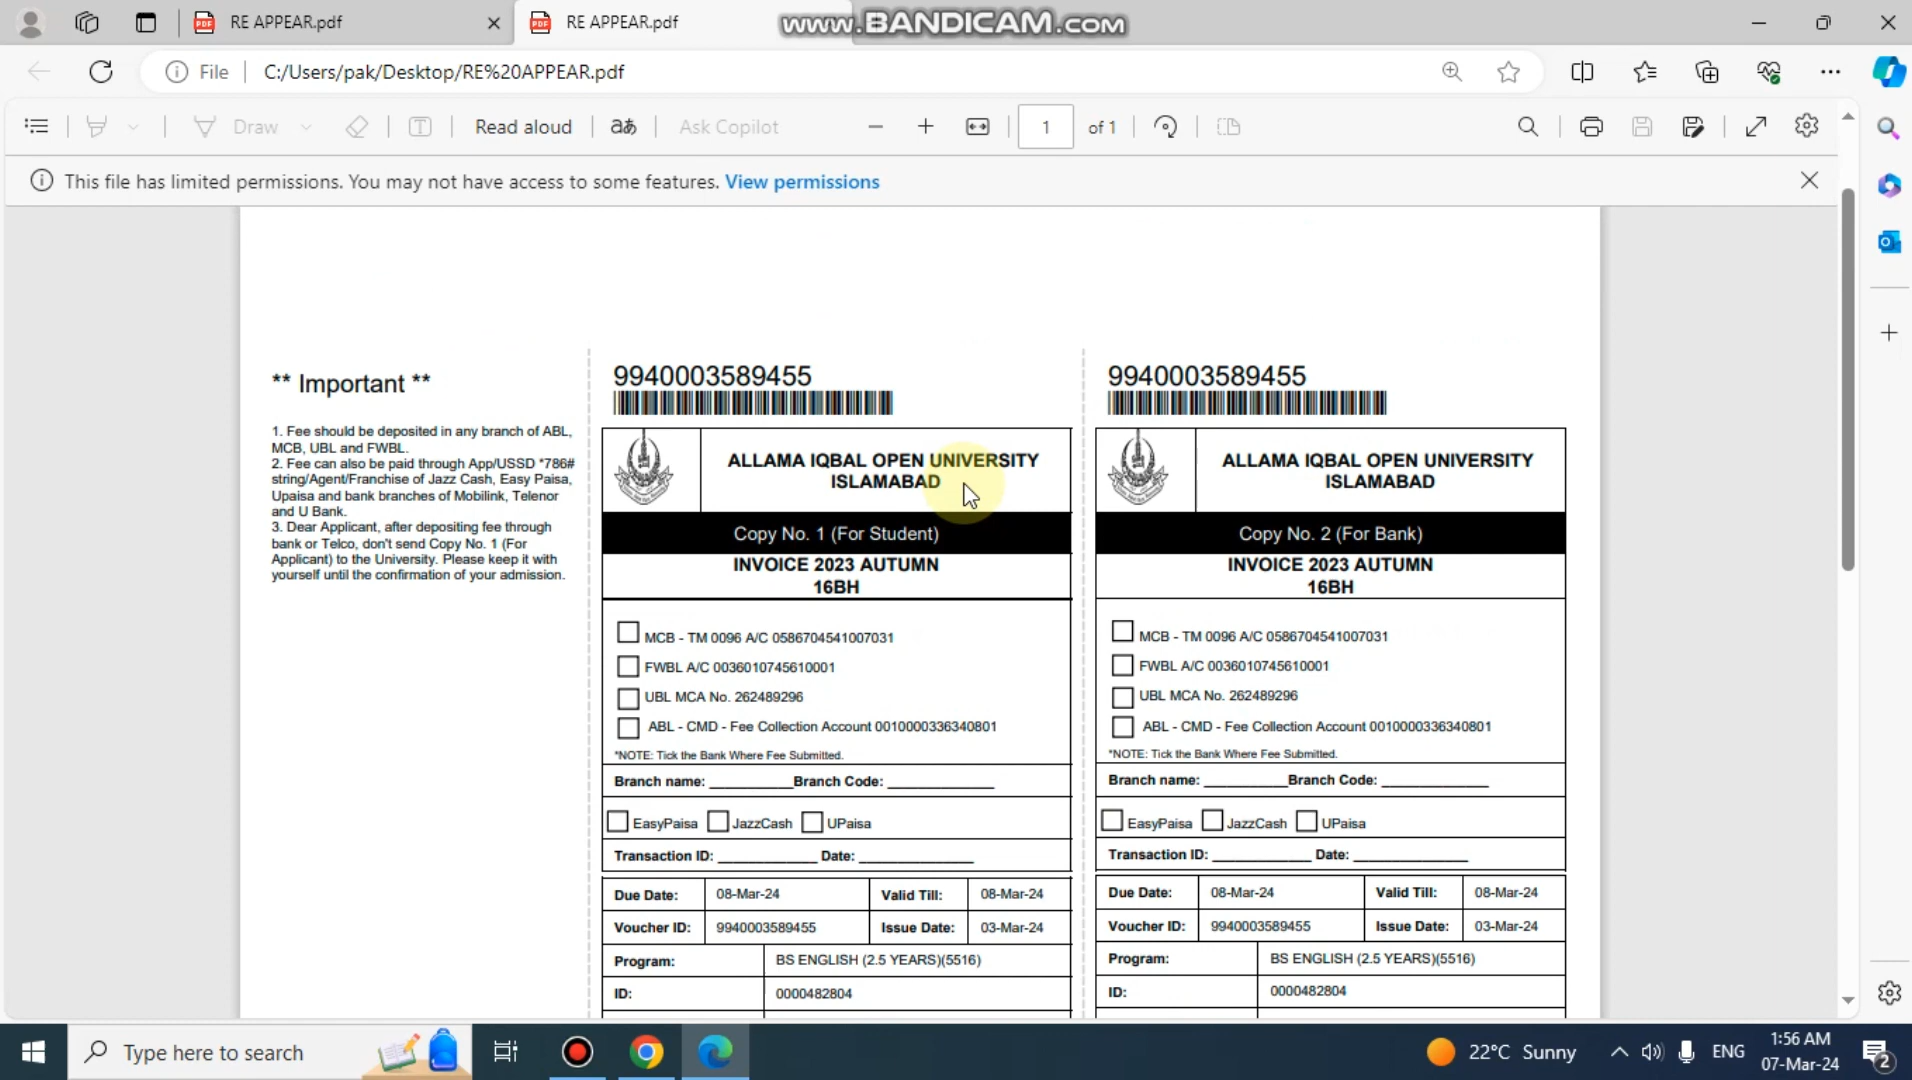 RE APPEAR.pdf
RE APPEAR.pdf
www.BANDICAM.com
File
C:/Users/pak/Desktop/RE%20APPEAR.pdf
Draw
Read aloud
aあ
Ask Copilot
1
of 1
This file has limited permissions. You may not have access to some features. View permissions
** Important **
1. Fee should be deposited in any branch of ABL,
MCB, UBL and FWBL.
2. Fee can also be paid through App/USSD *786#
string/Agent/Franchise of Jazz Cash, Easy Paisa,
Upaisa and bank branches of Mobilink, Telenor
and U Bank.
3. Dear Applicant, after depositing fee through
bank or Telco, don't send Copy No. 1 (For
Applicant) to the University. Please keep it with
yourself until the confirmation of your admission.
9940003589455
ALLAMA IQBAL OPEN UNIVERSITY
ISLAMABAD
Copy No. 1 (For Student)
INVOICE 2023 AUTUMN
16BH
MCB - TM 0096 A/C 0586704541007031
FWBL A/C 0036010745610001
UBL MCA No. 262489296
ABL - CMD - Fee Collection Account 0010000336340801
*NOTE: Tick the Bank Where Fee Submitted.
Branch name: __________Branch Code: _____________
EasyPaisa JazzCash UPaisa
Transaction ID: ____________ Date: ______________
Due Date: 08-Mar-24 Valid Till: 08-Mar-24
Voucher ID: 9940003589455 Issue Date: 03-Mar-24
Program: BS ENGLISH (2.5 YEARS)(5516)
ID: 0000482804
9940003589455
ALLAMA IQBAL OPEN UNIVERSITY
ISLAMABAD
Copy No. 2 (For Bank)
INVOICE 2023 AUTUMN
16BH
MCB - TM 0096 A/C 0586704541007031
FWBL A/C 0036010745610001
UBL MCA No. 262489296
ABL - CMD - Fee Collection Account 0010000336340801
*NOTE: Tick the Bank Where Fee Submitted.
Branch name: __________Branch Code: _____________
EasyPaisa JazzCash UPaisa
Transaction ID: ____________ Date: ______________
Due Date: 08-Mar-24 Valid Till: 08-Mar-24
Voucher ID: 9940003589455 Issue Date: 03-Mar-24
Program: BS ENGLISH (2.5 YEARS)(5516)
ID: 0000482804
Type here to search
22°C Sunny
ENG
1:56 AM
07-Mar-24
2